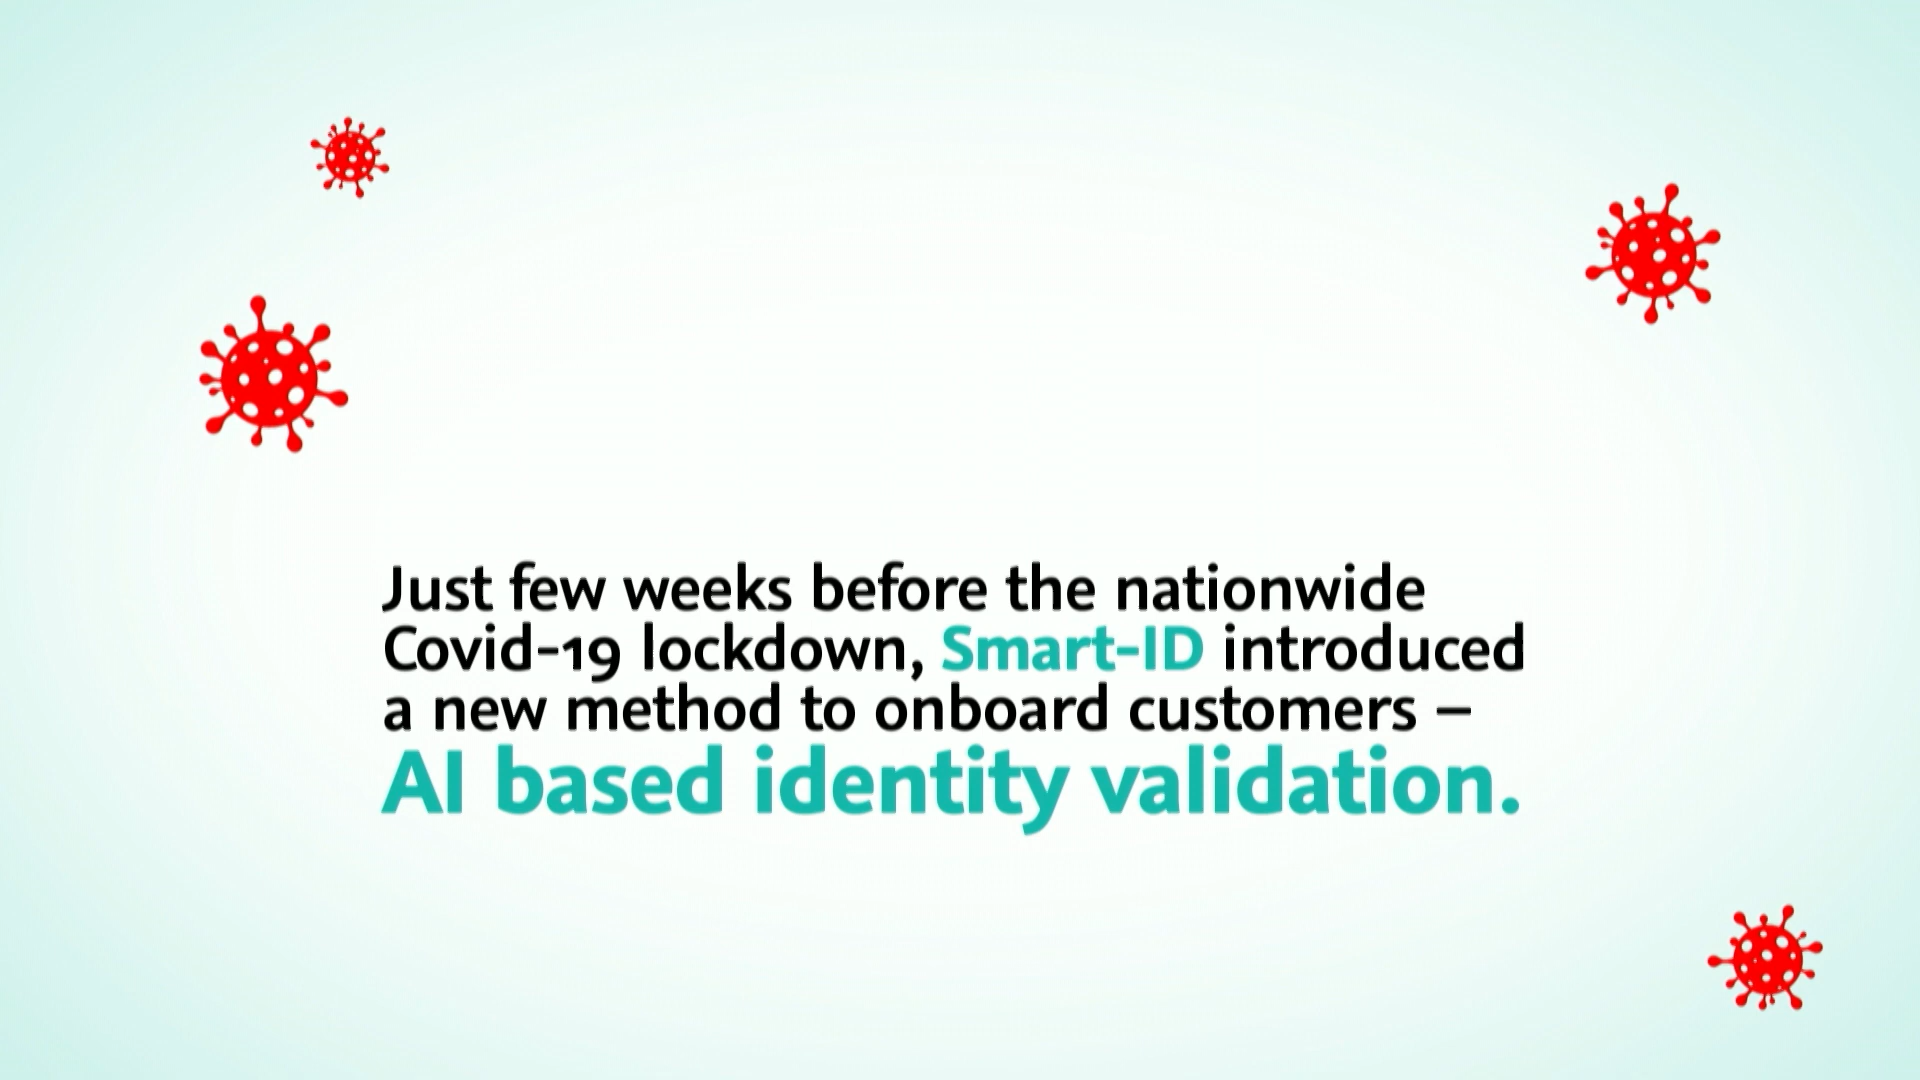 Just few weeks before the nationwide
Covid-19 lockdown, Smart-ID introduced
a new method to onboard customers –
AI based identity validation.